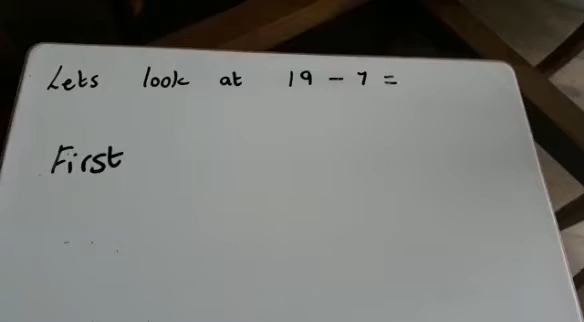 Lets look at 19 - 7 =
First